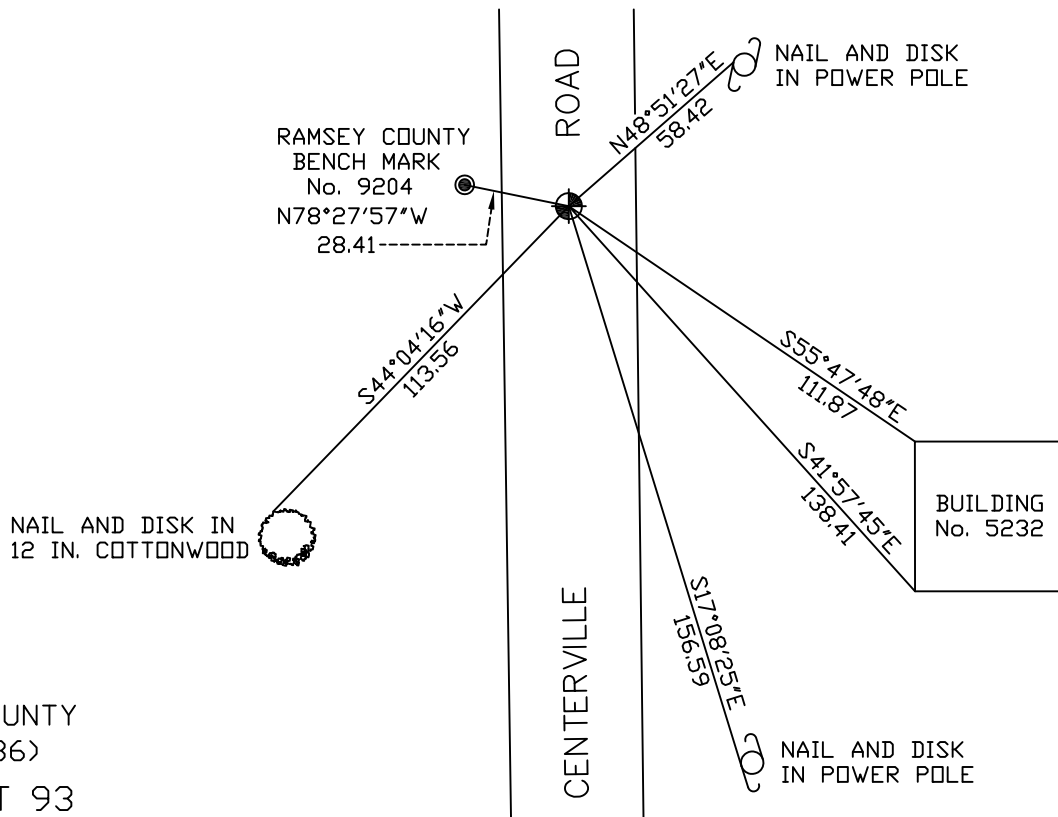 ROAD
NAIL AND DISK
IN POWER POLE
N48°51'27"E
58.42
RAMSEY COUNTY
BENCH MARK
No. 9204
N78°27'57"W
28.41
S44°04'16"W
113.56
S55°47'48"E
111.87
S41°57'45"E
138.41
BUILDING
No. 5232
NAIL AND DISK IN
12 IN. COTTONWOOD
S17°08'25"E
156.59
CENTERVILLE
NAIL AND DISK
IN POWER POLE
UNTY
86)
T 93